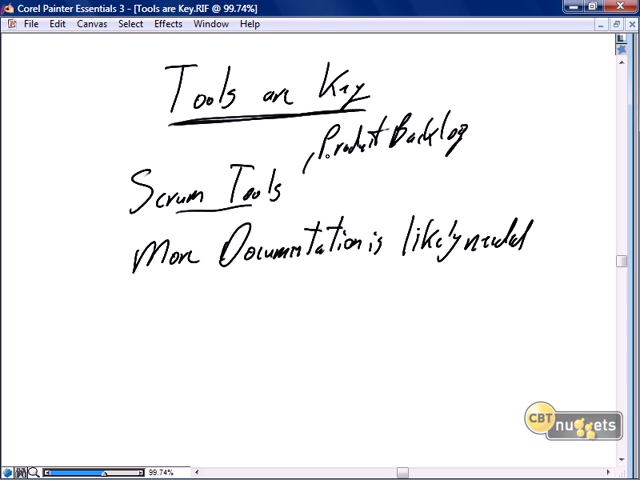 Corel Painter Essentials 3 - [Tools are Key.RIF @ 99.74%]
File Edit Canvas Select Effects Window Help
Tools are Key
, Product Backlog
Scrum Tools
More Documentation is likely needed
CBT nuggets
99.74%